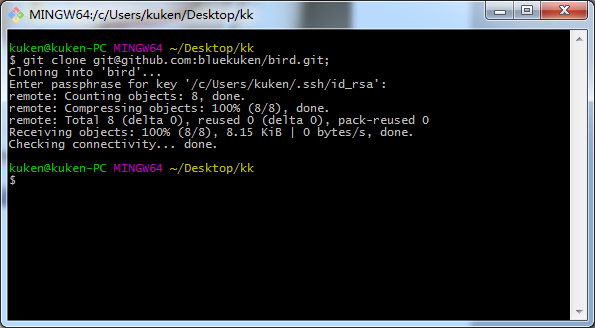 MINGW64:/c/Users/kuken/Desktop/kk
kuken@kuken-PC MINGW64 ~/Desktop/kk
$ git clone git@github.com:bluekuken/bird.git;
Cloning into 'bird'...
Enter passphrase for key '/c/Users/kuken/.ssh/id_rsa':
remote: Counting objects: 8, done.
remote: Compressing objects: 100% (8/8), done.
remote: Total 8 (delta 0), reused 0 (delta 0), pack-reused 0
Receiving objects: 100% (8/8), 8.15 KiB | 0 bytes/s, done.
Checking connectivity... done.
kuken@kuken-PC MINGW64 ~/Desktop/kk
$